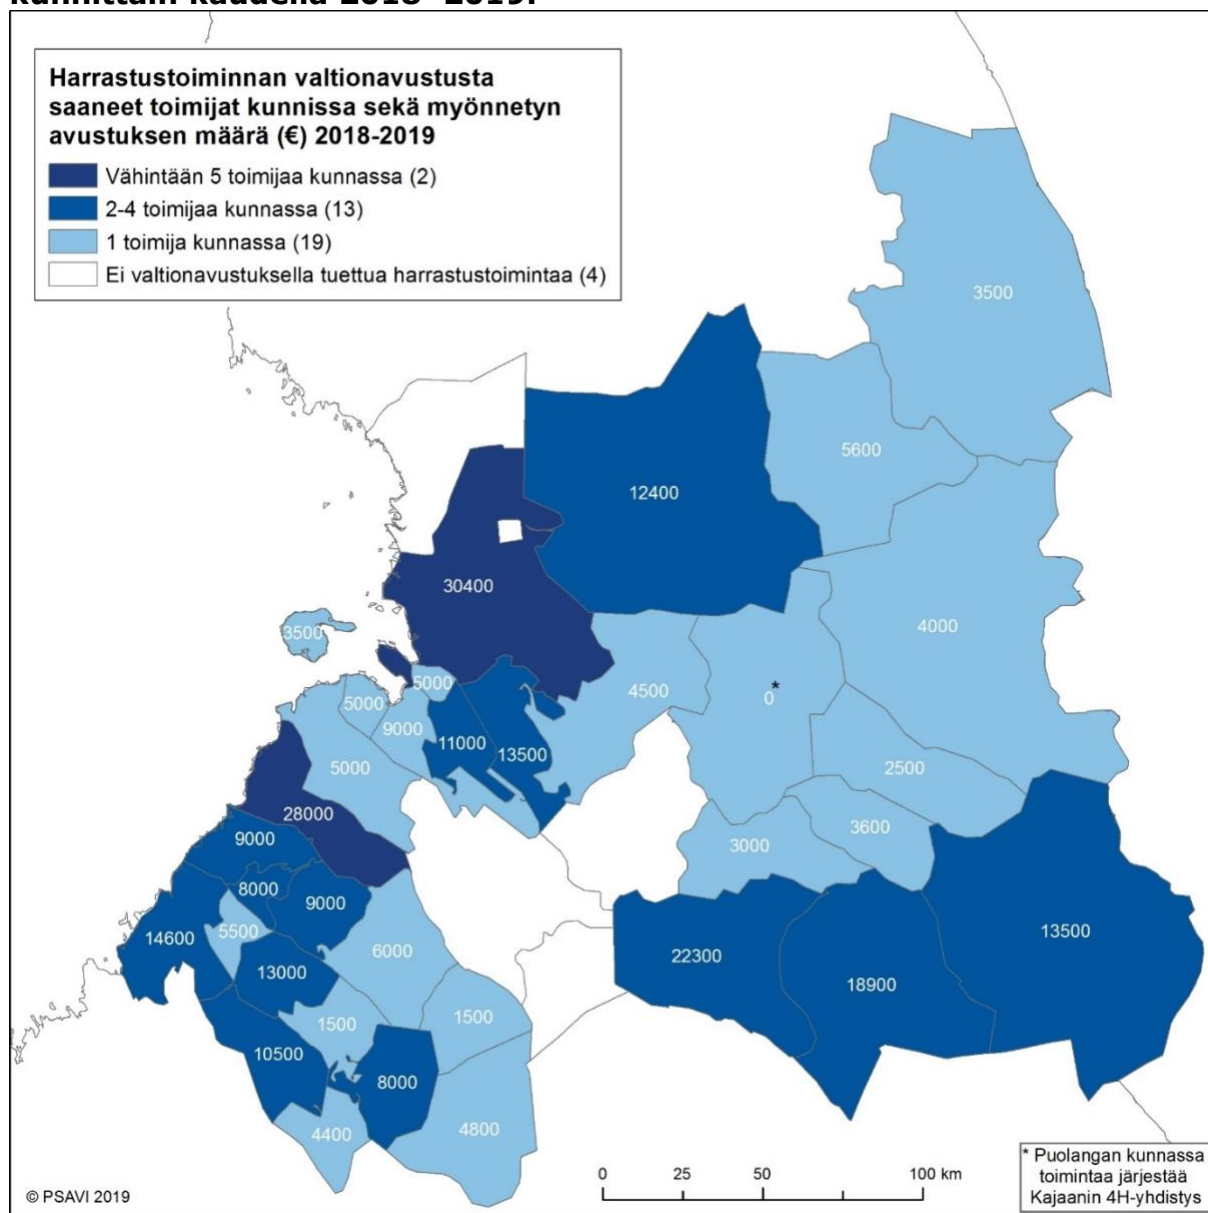 kunnittain kaudella 2018–2019.
Harrastustoiminnan valtionavustusta
saaneet toimijat kunnissa sekä myönnetyn
avustuksen määrä (€) 2018-2019
Vähintään 5 toimijaa kunnassa (2)
2-4 toimijaa kunnassa (13)
1 toimija kunnassa (19)
Ei valtionavustuksella tuettua harrastustoimintaa (4)
3500
5600
12400
30400
4000
3500
5000
4500
*
0
5000
9000
11000
13500
5000
2500
28000
3600
9000
3000
8000
9000
5500
14600
6000
13000
22300
18900
13500
1500
1500
10500
8000
4400
4800
0 25 50 100 km
* Puolangan kunnassa
toimintaa järjestää
Kajaanin 4H-yhdistys
© PSAVI 2019